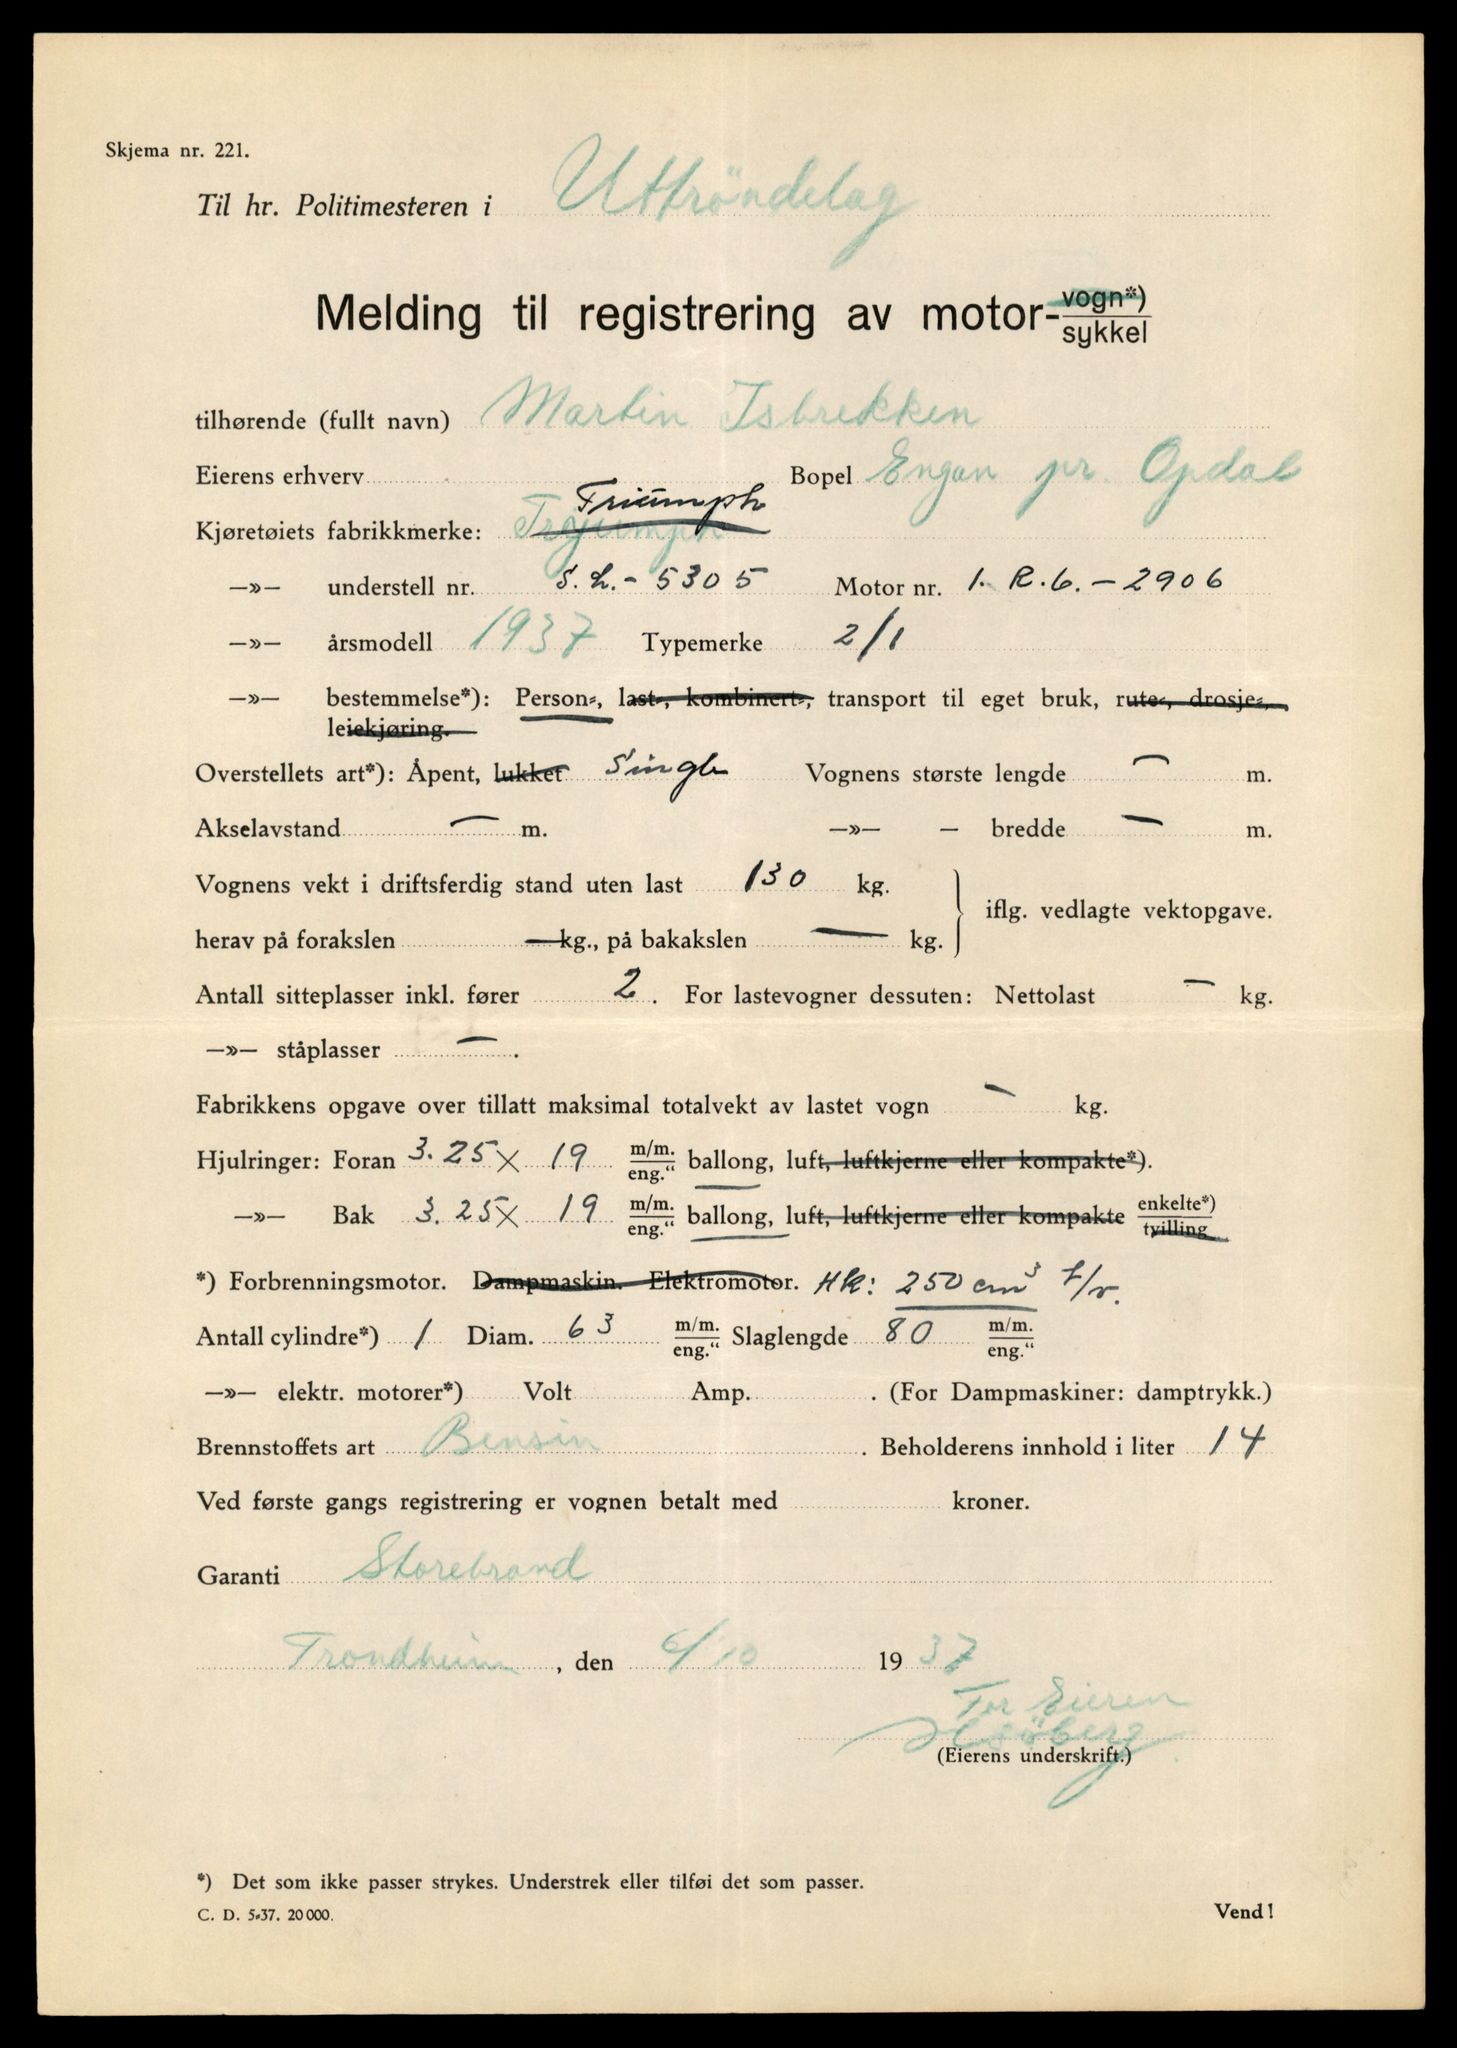 Skjema nr. 221.
Til hr. Politimesteren i Uttröndelag
Melding til registrering av motor-vogn*)
sykkel
tilhørende (fullt navn) Martin Isbrekken
Eierens erhverv Bopel Engan pr. Opdal
Triumph
Kjøretøiets fabrikkmerke:
—»— understell nr. S. L. - 5305 Motor nr. 1. R. 6. - 2906
—»— årsmodell 1937 Typemerke 2/1
—»— bestemmelse*): Person-, last-, kombinert-, transport til eget bruk, rute-, drosje-,
leiekjøring.
Overstellets art*): Åpent, lukket Single Vognens største lengde — m.
Akselavstand — m. —»— — bredde — m.
Vognens vekt i driftsferdig stand uten last 130 kg.
iflg. vedlagte vektopgave.
herav på forakslen — kg., på bakakslen — kg.
Antall sitteplasser inkl. fører 2 . For lastevogner dessuten: Nettolast — kg.
—»— ståplasser — .
Fabrikkens opgave over tillatt maksimal totalvekt av lastet vogn — kg.
Hjulringer: Foran 3.25 × 19 m/m. eng.“ ballong, luft, luftkjerne eller kompakte*).
—»— Bak 3.25 × 19 m/m. eng.“ ballong, luft, luftkjerne eller kompakte enkelte*) tvilling
*) Forbrenningsmotor. Dampmaskin. Elektromotor. HK: 250 cm³ t/v.
Antall cylindre*) 1 Diam. 63 m/m. eng.“ Slaglengde 80 m/m. eng.“
—»— elektr. motorer*) Volt Amp. . (For Dampmaskiner: damptrykk.)
Brennstoffets art Bensin . Beholderens innhold i liter 14
Ved første gangs registrering er vognen betalt med kroner.
Garanti Storebrand
Trondheim , den 6/10 1937
For Eieren
(Eierens underskrift.)
*) Det som ikke passer strykes. Understrek eller tilføi det som passer.
C. D. 5-37. 20 000.
Vend!